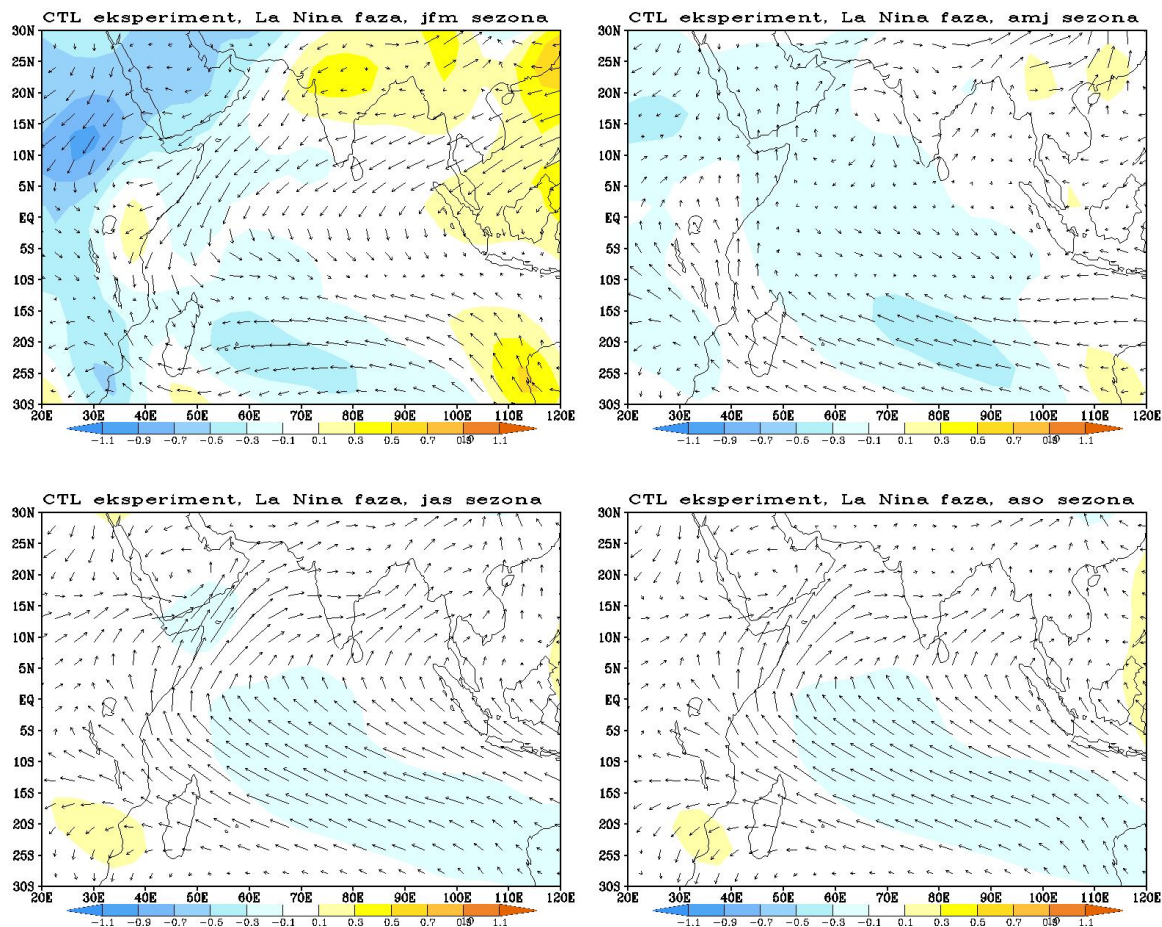 CTL eksperiment, La Nina faza, jfm sezona
30N
25N
20N
15N
10N
5N
EQ
5S
10S
15S
20S
25S
30S
20E 30E 40E 50E 60E 70E 80E 90E 100E 110E 120E
-1.1 -0.9 -0.7 -0.5 -0.3 -0.1 0.1 0.3 0.5 0.7 0.9 1.1
CTL eksperiment, La Nina faza, amj sezona
30N
25N
20N
15N
10N
5N
EQ
5S
10S
15S
20S
25S
30S
20E 30E 40E 50E 60E 70E 80E 90E 100E 110E 120E
-1.1 -0.9 -0.7 -0.5 -0.3 -0.1 0.1 0.3 0.5 0.7 0.9 1.1
CTL eksperiment, La Nina faza, jas sezona
30N
25N
20N
15N
10N
5N
EQ
5S
10S
15S
20S
25S
30S
20E 30E 40E 50E 60E 70E 80E 90E 100E 110E 120E
-1.1 -0.9 -0.7 -0.5 -0.3 -0.1 0.1 0.3 0.5 0.7 0.9 1.1
CTL eksperiment, La Nina faza, aso sezona
30N
25N
20N
15N
10N
5N
EQ
5S
10S
15S
20S
25S
30S
20E 30E 40E 50E 60E 70E 80E 90E 100E 110E 120E
-1.1 -0.9 -0.7 -0.5 -0.3 -0.1 0.1 0.3 0.5 0.7 0.9 1.1